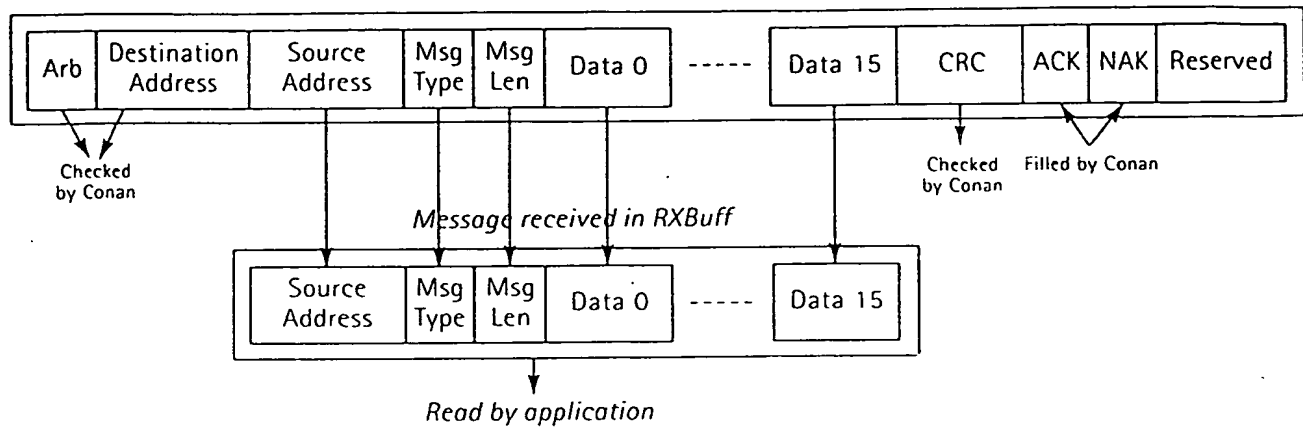 Arb
Destination
Address
Source
Address
Msg
Type
Msg
Len
Data 0
Data 15
CRC
ACK
NAK
Reserved
Checked
by Conan
Checked
by Conan
Filled by Conan
Message received in RXBuff
Source
Address
Msg
Type
Msg
Len
Data 0
Data 15
Read by application